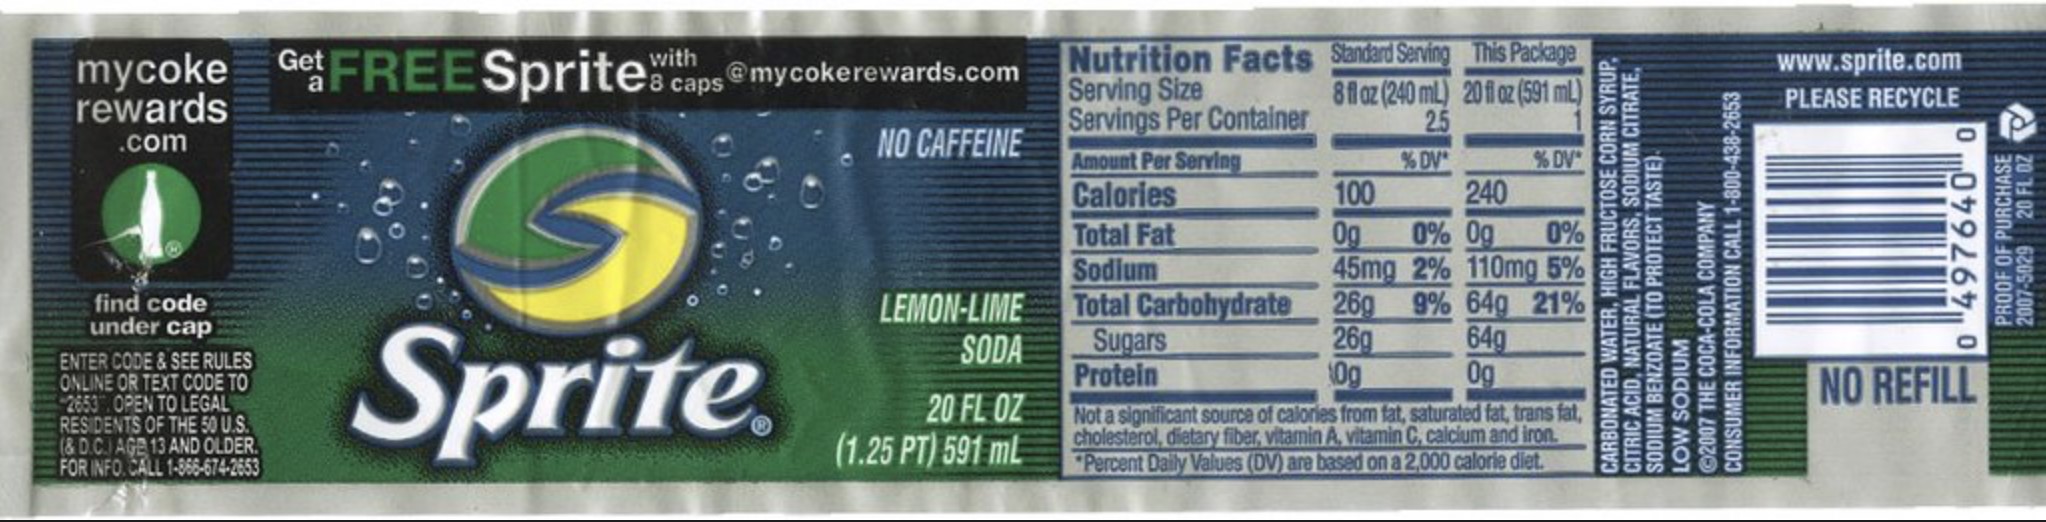 mycoke
rewards
.com
®
find code
under cap
ENTER CODE & SEE RULES
ONLINE OR TEXT CODE TO
"2653". OPEN TO LEGAL
RESIDENTS OF THE 50 U.S.
(& D.C.) AGE 13 AND OLDER.
FOR INFO. CALL 1-866-674-2653
Get a FREE Sprite with 8 caps @mycokerewards.com
NO CAFFEINE
Sprite®
LEMON-LIME
SODA
20 FL OZ
(1.25 PT) 591 mL
Nutrition Facts Standard Serving This Package
Serving Size 8 fl oz (240 mL) 20 fl oz (591 mL)
Servings Per Container 2.5 1
Amount Per Serving % DV* % DV*
Calories 100 240
Total Fat 0g 0% 0g 0%
Sodium 45mg 2% 110mg 5%
Total Carbohydrate 26g 9% 64g 21%
Sugars 26g 64g
Protein 0g 0g
Not a significant source of calories from fat, saturated fat, trans fat,
cholesterol, dietary fiber, vitamin A, vitamin C, calcium and iron.
*Percent Daily Values (DV) are based on a 2,000 calorie diet.
CARBONATED WATER, HIGH FRUCTOSE CORN SYRUP,
CITRIC ACID, NATURAL FLAVORS, SODIUM CITRATE,
SODIUM BENZOATE (TO PROTECT TASTE).
LOW SODIUM
©2007 THE COCA-COLA COMPANY
CONSUMER INFORMATION CALL 1-800-438-2653
www.sprite.com
PLEASE RECYCLE
0 497640 0
NO REFILL
PROOF OF PURCHASE
2007-5029 20 FL OZ